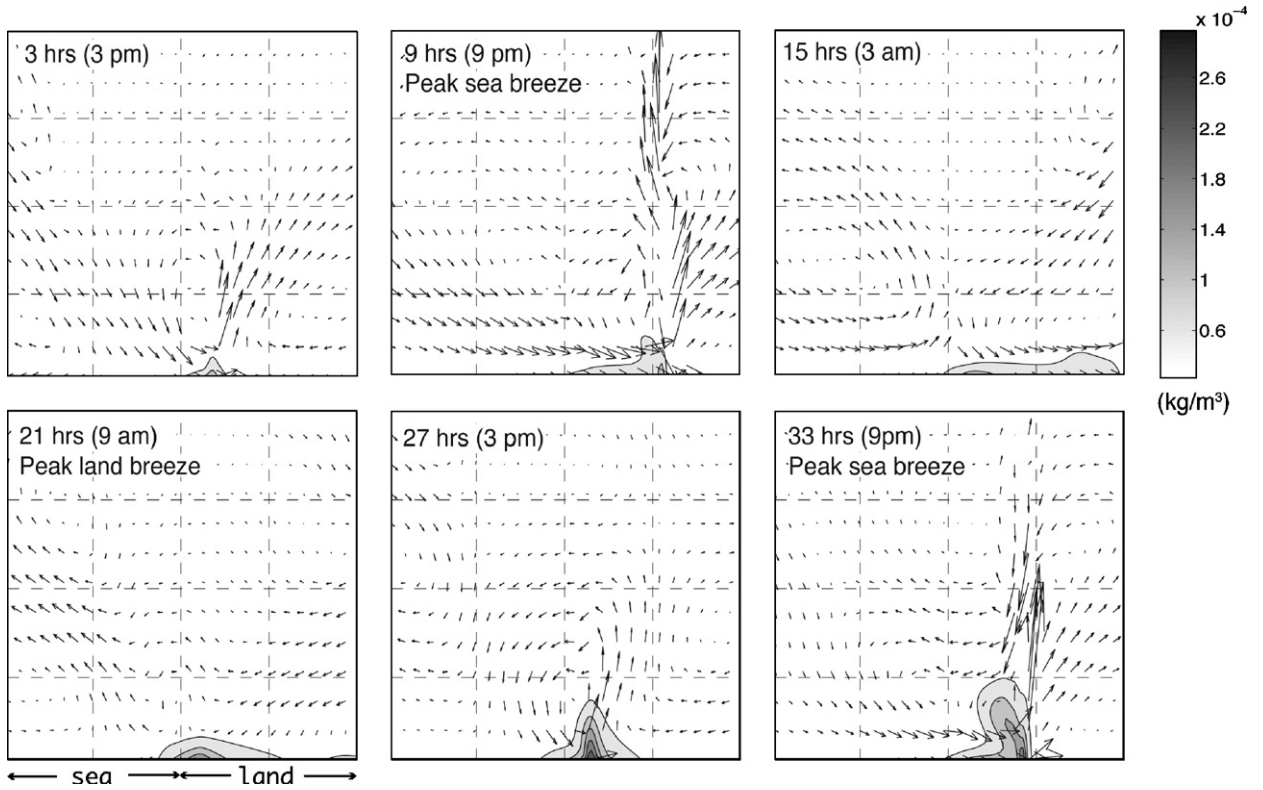 3 hrs (3 pm)
9 hrs (9 pm)
Peak sea breeze
15 hrs (3 am)
x 10⁻⁴
2.6
2.2
1.8
1.4
1
0.6
(kg/m³)
21 hrs (9 am)
Peak land breeze
27 hrs (3 pm)
33 hrs (9pm)
Peak sea breeze
sea land